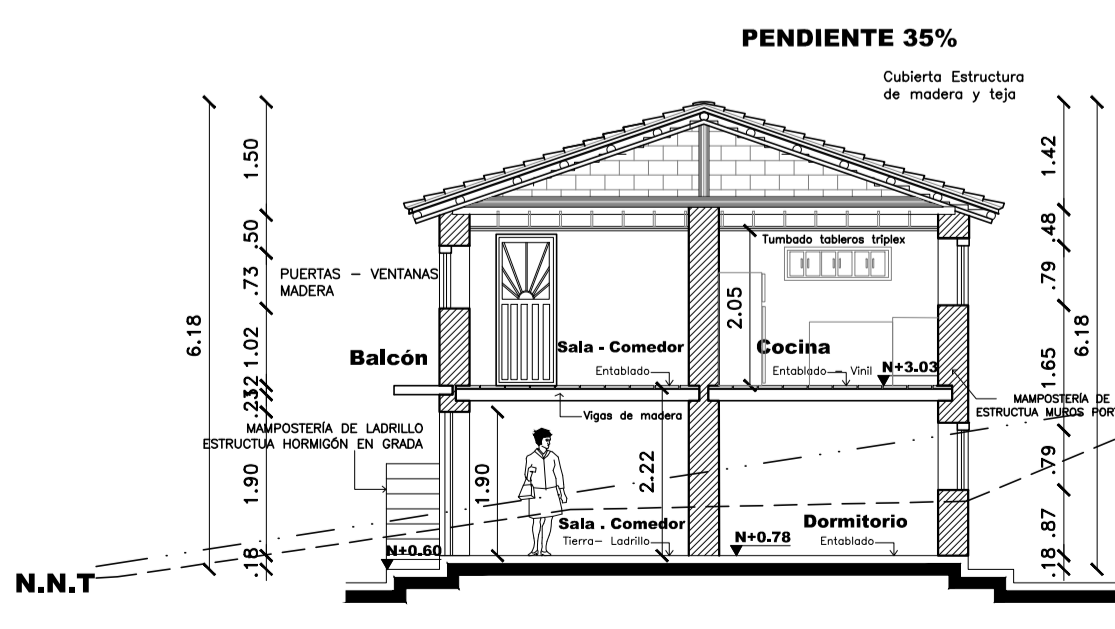 PENDIENTE 35%
Cubierta Estructura
de madera y teja
1.50
1.42
.50
.48
Tumbado tableros triplex
.73
PUERTAS - VENTANAS
MADERA
.79
2.05
6.18
6.18
1.02
Balcón
Sala - Comedor
Cocina
Entablado
Entablado - Vinil
N+3.03
1.65
Vigas de madera
MAMPOSTERÍA DE
ESTRUCTUA MUROS PORT
MAMPOSTERÍA DE LADRILLO
ESTRUCTUA HORMIGÓN EN GRADA
1.90
1.90
2.22
.79
Sala . Comedor
Tierra- Ladrillo
Dormitorio
N+0.78
Entablado
.87
N+0.60
.18
.18
N.N.T